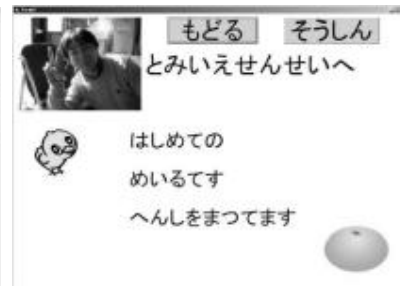 もどる そうしん
とみいえせんせいへ
はじめての
めいるてす
へんしをまつてます